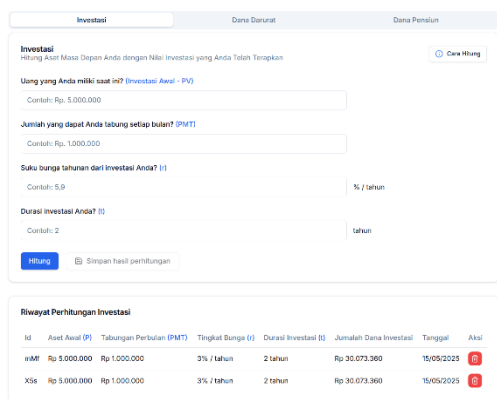 Investasi Dana Darurat Dana Pensiun
Investasi
Hitung Aset Masa Depan Anda dengan Nilai Investasi yang Anda Telah Terapkan
Cara Hitung
Uang yang Anda miliki saat ini? (Investasi Awal - PV)
Contoh: Rp. 5.000.000
Jumlah yang dapat Anda tabung setiap bulan? (PMT)
Contoh: Rp. 1.000.000
Suku bunga tahunan dari investasi Anda? (r)
Contoh: 5,9 % / tahun
Durasi investasi Anda? (t)
Contoh: 2 tahun
Hitung Simpan hasil perhitungan
Riwayat Perhitungan Investasi
Id Aset Awal (P) Tabungan Perbulan (PMT) Tingkat Bunga (r) Durasi Investasi (t) Jumalah Dana Investasi Tanggal Aksi
mMf Rp 5.000.000 Rp 1.000.000 3% / tahun 2 tahun Rp 30.073.360 15/05/2025
X5s Rp 5.000.000 Rp 1.000.000 3% / tahun 2 tahun Rp 30.073.360 15/05/2025